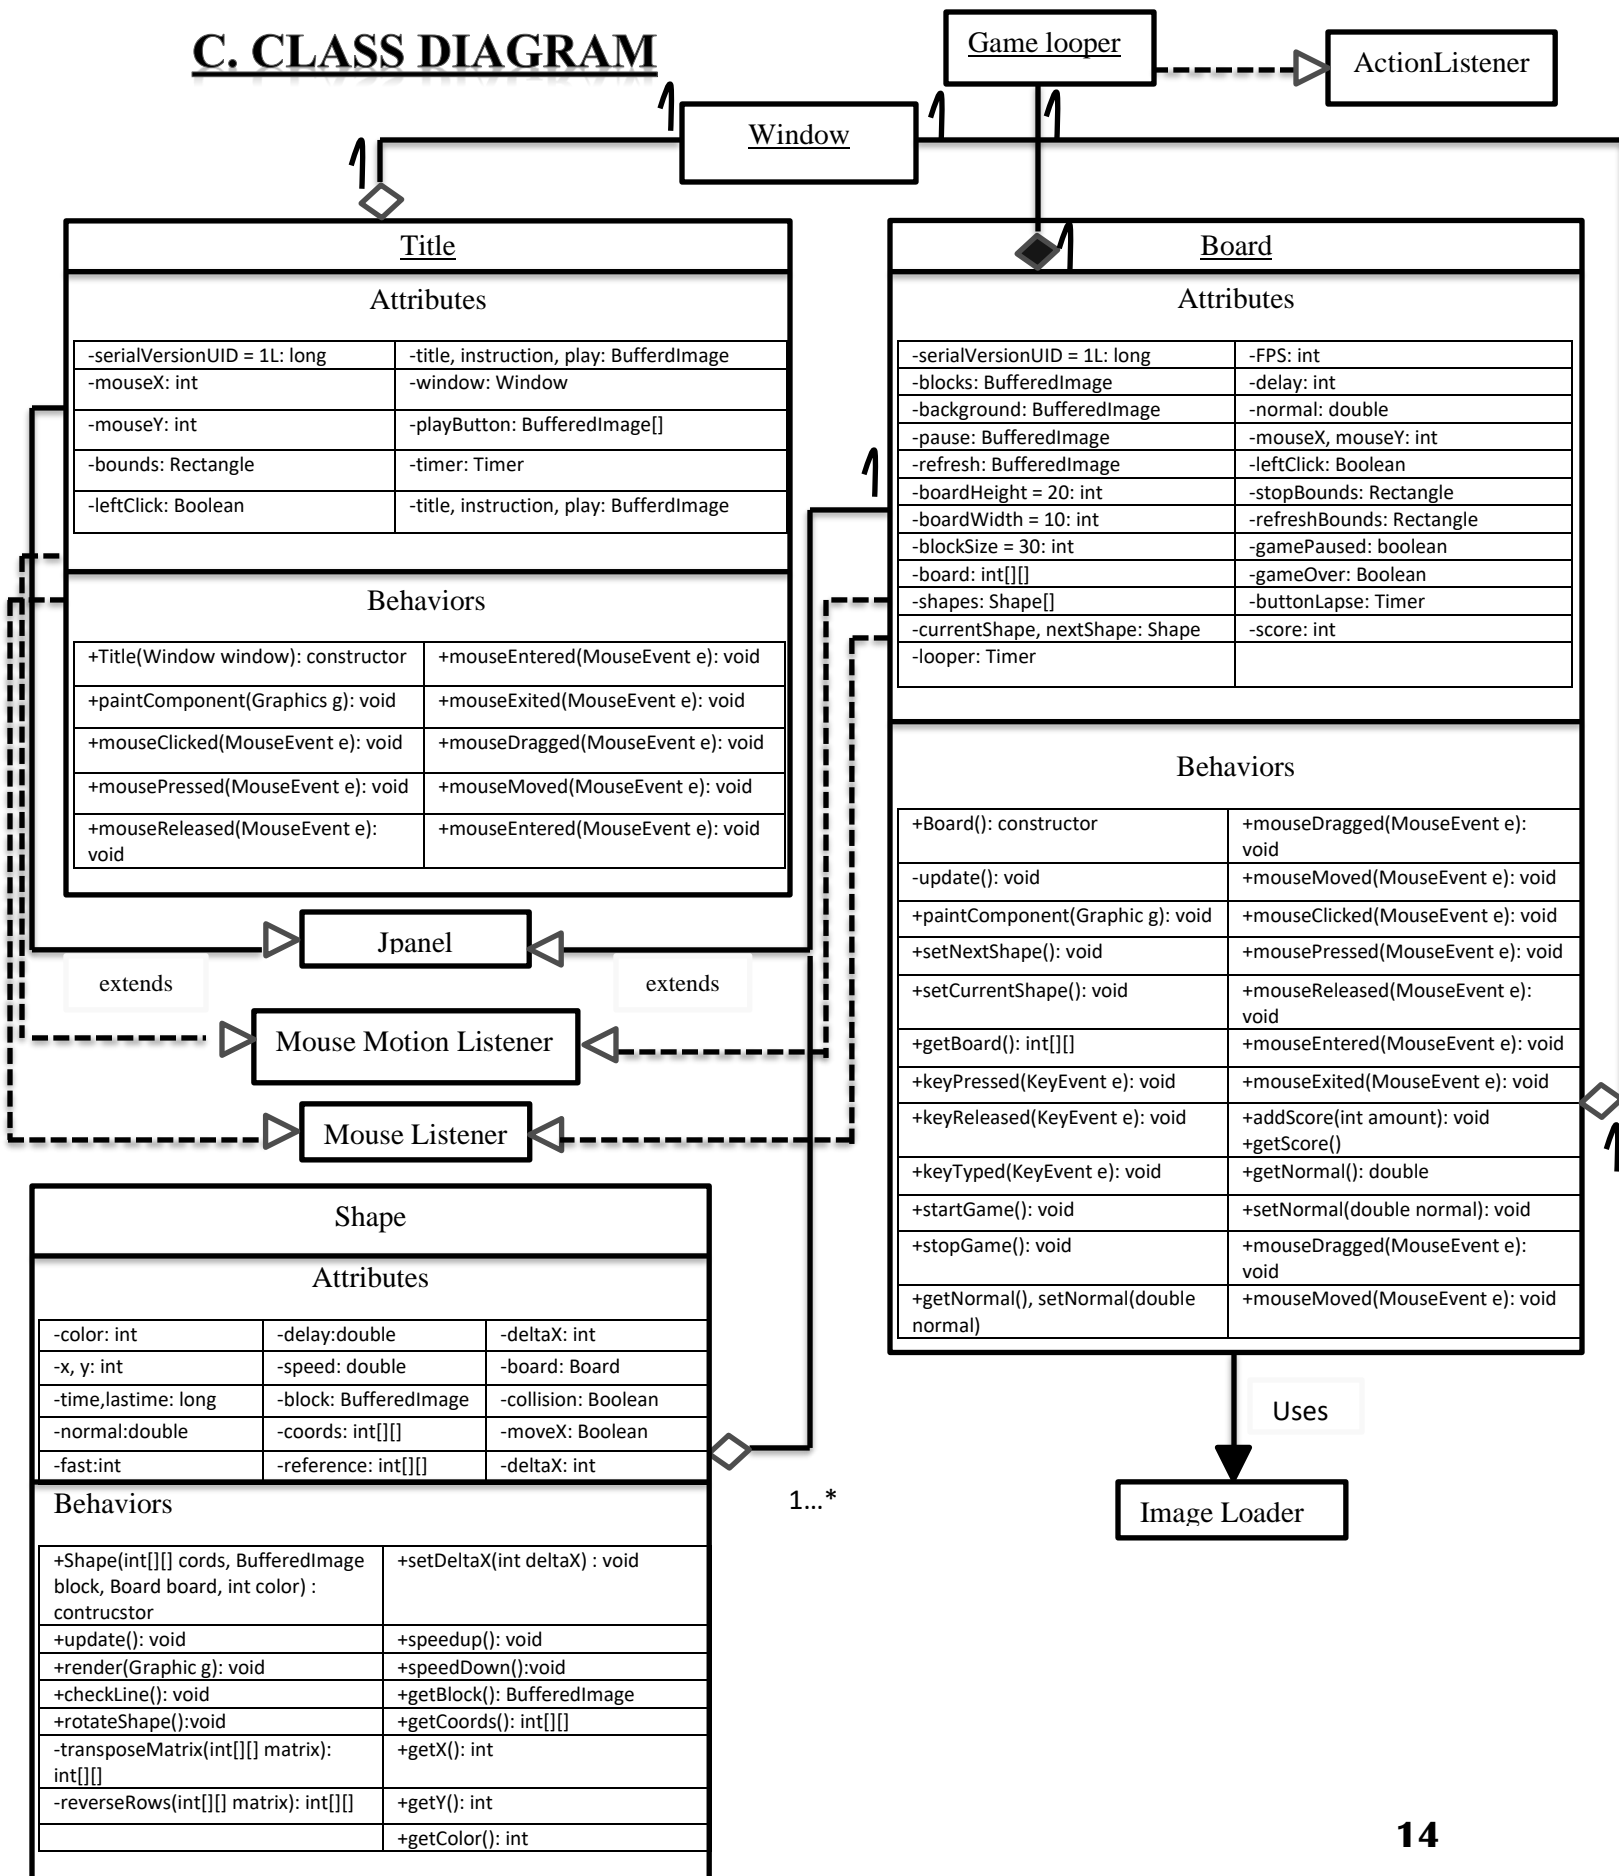 C. CLASS DIAGRAM
Game looper
ActionListener
Window
1
1
1
1
1
Title
Attributes
-serialVersionUID = 1L: long
-title, instruction, play: BufferdImage
-mouseX: int
-window: Window
-mouseY: int
-playButton: BufferedImage[]
-bounds: Rectangle
-timer: Timer
-leftClick: Boolean
-title, instruction, play: BufferdImage
Behaviors
+Title(Window window): constructor
+mouseEntered(MouseEvent e): void
+paintComponent(Graphics g): void
+mouseExited(MouseEvent e): void
+mouseClicked(MouseEvent e): void
+mouseDragged(MouseEvent e): void
+mousePressed(MouseEvent e): void
+mouseMoved(MouseEvent e): void
+mouseReleased(MouseEvent e):
void
+mouseEntered(MouseEvent e): void
Board
Attributes
-serialVersionUID = 1L: long
-FPS: int
-blocks: BufferedImage
-delay: int
-background: BufferedImage
-normal: double
-pause: BufferedImage
-mouseX, mouseY: int
-refresh: BufferedImage
-leftClick: Boolean
-boardHeight = 20: int
-stopBounds: Rectangle
-boardWidth = 10: int
-refreshBounds: Rectangle
-blockSize = 30: int
-gamePaused: boolean
-board: int[][]
-gameOver: Boolean
-shapes: Shape[]
-buttonLapse: Timer
-currentShape, nextShape: Shape
-score: int
-looper: Timer
1
Behaviors
+Board(): constructor
+mouseDragged(MouseEvent e):
void
-update(): void
+mouseMoved(MouseEvent e): void
+paintComponent(Graphic g): void
+mouseClicked(MouseEvent e): void
+setNextShape(): void
+mousePressed(MouseEvent e): void
+setCurrentShape(): void
+mouseReleased(MouseEvent e):
void
+getBoard(): int[][]
+mouseEntered(MouseEvent e): void
+keyPressed(KeyEvent e): void
+mouseExited(MouseEvent e): void
+keyReleased(KeyEvent e): void
+addScore(int amount): void
+getScore()
+keyTyped(KeyEvent e): void
+getNormal(): double
+startGame(): void
+setNormal(double normal): void
+stopGame(): void
+mouseDragged(MouseEvent e):
void
+getNormal(), setNormal(double
normal)
+mouseMoved(MouseEvent e): void
1
Jpanel
extends
extends
Mouse Motion Listener
Mouse Listener
Shape
Attributes
-color: int
-delay:double
-deltaX: int
-x, y: int
-speed: double
-board: Board
-time,lastime: long
-block: BufferedImage
-collision: Boolean
-normal:double
-coords: int[][]
-moveX: Boolean
-fast:int
-reference: int[][]
-deltaX: int
Behaviors
+Shape(int[][] cords, BufferedImage
block, Board board, int color) :
contrucstor
+setDeltaX(int deltaX) : void
+update(): void
+speedup(): void
+render(Graphic g): void
+speedDown():void
+checkLine(): void
+getBlock(): BufferedImage
+rotateShape():void
+getCoords(): int[][]
-transposeMatrix(int[][] matrix):
int[][]
+getX(): int
-reverseRows(int[][] matrix): int[][]
+getY(): int
+getColor(): int
1...*
Uses
Image Loader
14